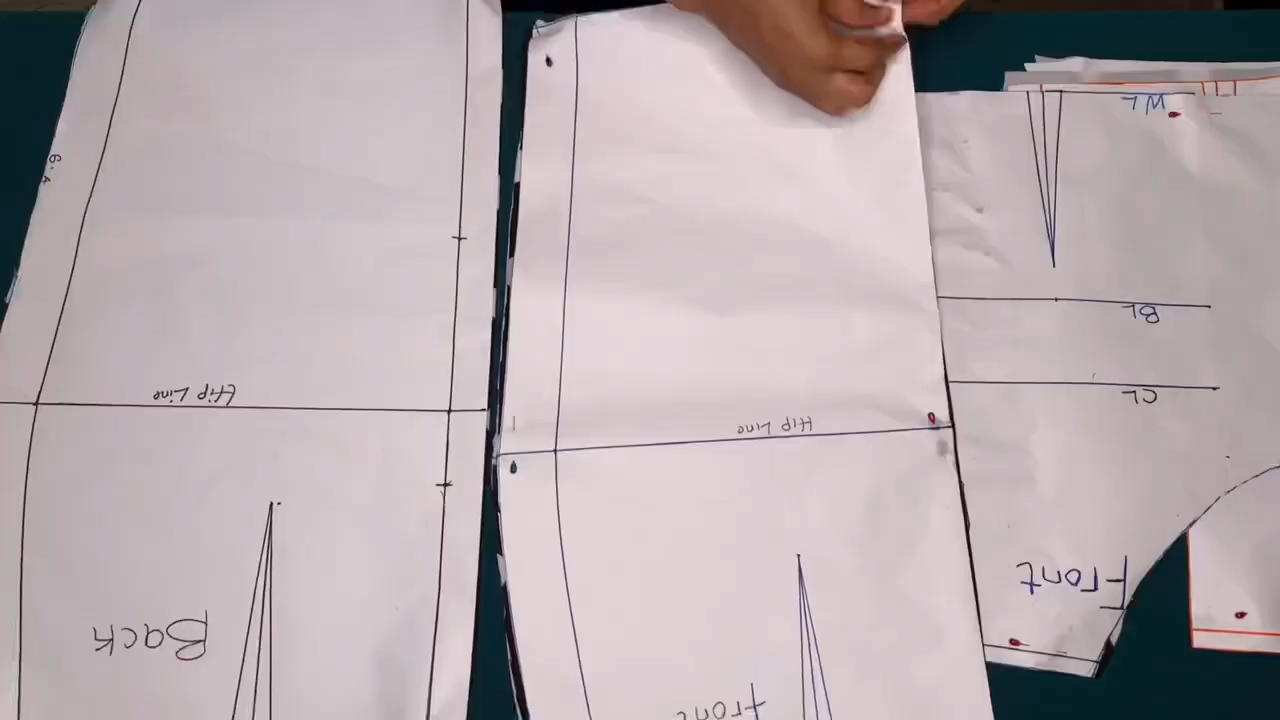 WL
BL
CL
Hip Line
Hip Line
Front
Back
Front